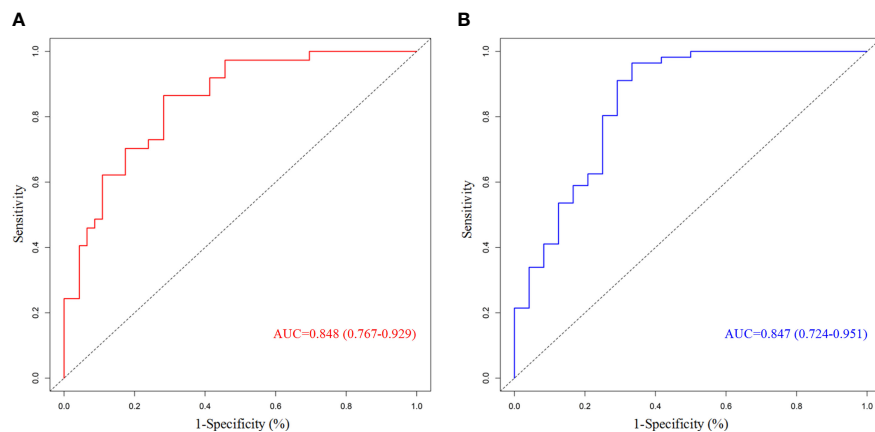 A
1.0
0.8
0.6
0.4
0.2
0.0
Sensitivity
AUC=0.848 (0.767-0.929)
0.0 0.2 0.4 0.6 0.8 1.0
1-Specificity (%)
B
1.0
0.8
0.6
0.4
0.2
0.0
Sensitivity
AUC=0.847 (0.724-0.951)
0.0 0.2 0.4 0.6 0.8 1.0
1-Specificity (%)